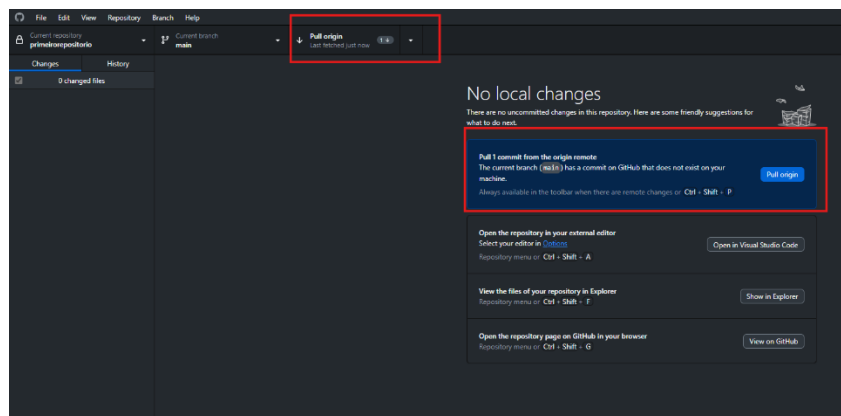 File Edit View Repository Branch Help
Current repository
primeirorepositorio
Current branch
main
Pull origin
Last fetched just now
1
Changes History
0 changed files
No local changes
There are no uncommitted changes in this repository. Here are some friendly suggestions for
what to do next.
Pull 1 commit from the origin remote
The current branch (main) has a commit on GitHub that does not exist on your
machine.
Always available in the toolbar when there are remote changes or Ctrl + Shift + P
Pull origin
Open the repository in your external editor
Select your editor in Options
Repository menu or Ctrl + Shift + A
Open in Visual Studio Code
View the files of your repository in Explorer
Repository menu or Ctrl + Shift + F
Show in Explorer
Open the repository page on GitHub in your browser
Repository menu or Ctrl + Shift + G
View on GitHub